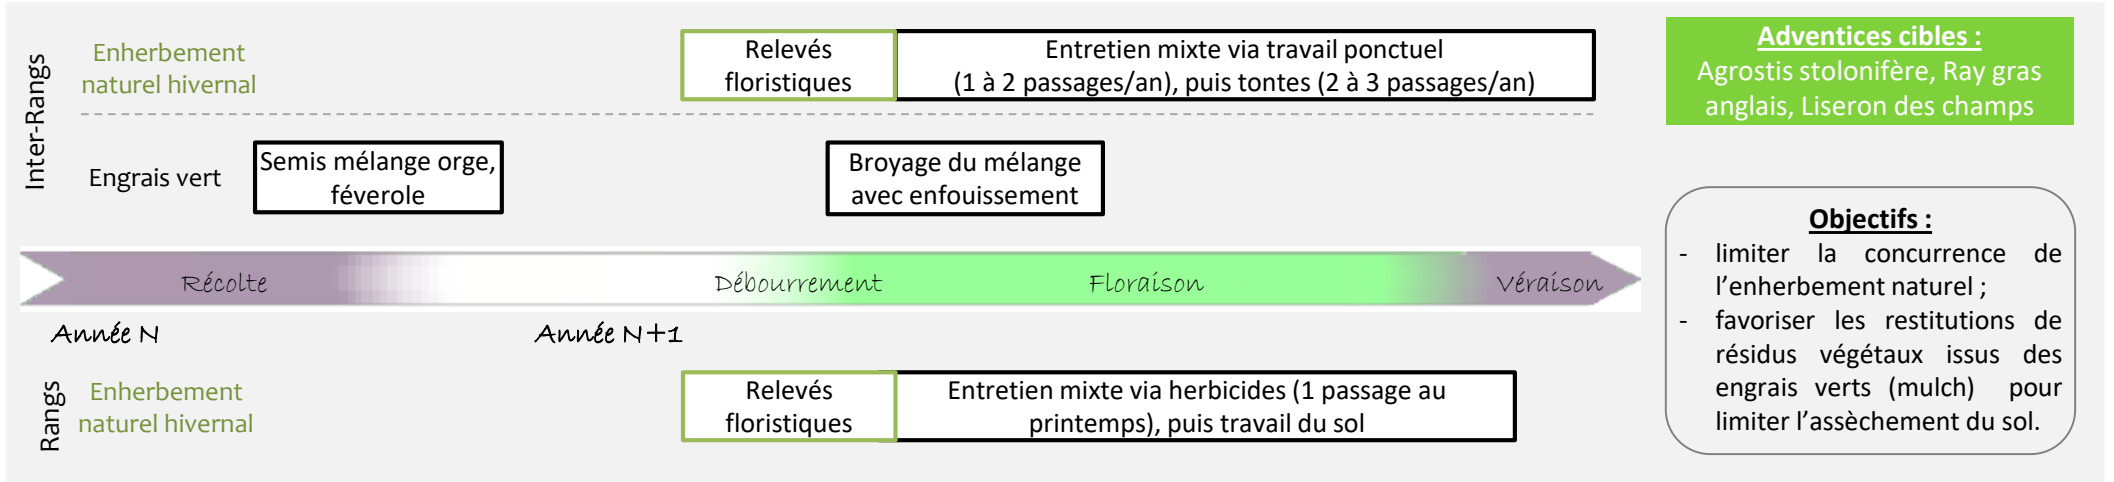 Inter-Rangs
Enherbement
naturel hivernal
Relevés
floristiques
Entretien mixte via travail ponctuel
(1 à 2 passages/an), puis tontes (2 à 3 passages/an)
Engrais vert
Semis mélange orge,
féverole
Broyage du mélange
avec enfouissement
Récolte
Débourrement
Floraison
Véraison
Année N
Année N+1
Rangs
Enherbement
naturel hivernal
Relevés
floristiques
Entretien mixte via herbicides (1 passage au
printemps), puis travail du sol
Adventices cibles :
Agrostis stolonifère, Ray gras
anglais, Liseron des champs
Objectifs :
- limiter la concurrence de
l’enherbement naturel ;
- favoriser les restitutions de
résidus végétaux issus des
engrais verts (mulch) pour
limiter l’assèchement du sol.